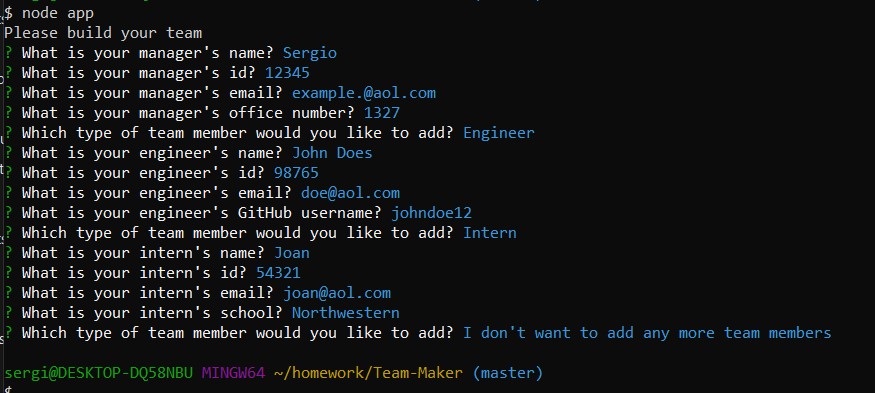 $ node app
Please build your team
? What is your manager's name? Sergio
? What is your manager's id? 12345
? What is your manager's email? example.@aol.com
? What is your manager's office number? 1327
? Which type of team member would you like to add? Engineer
? What is your engineer's name? John Does
? What is your engineer's id? 98765
? What is your engineer's email? doe@aol.com
? What is your engineer's GitHub username? johndoe12
? Which type of team member would you like to add? Intern
? What is your intern's name? Joan
? What is your intern's id? 54321
? What is your intern's email? joan@aol.com
? What is your intern's school? Northwestern
? Which type of team member would you like to add? I don't want to add any more team members
sergi@DESKTOP-DQ58NBU MINGW64 ~/homework/Team-Maker (master)
$